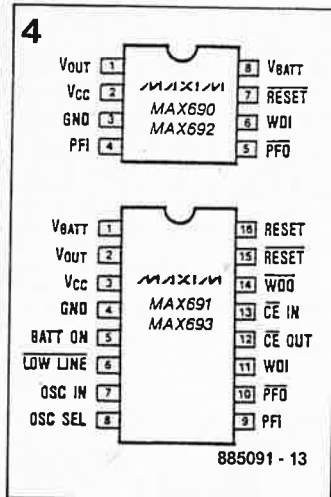 4
VOUT 1 8 VBATT
VCC 2 MAXIM 7 RESET
GND 3 MAX690 6 WDI
PFI 4 MAX692 5 PFO
VBATT 1 16 RESET
VOUT 2 15 RESET
VCC 3 MAXIM 14 WDO
GND 4 MAX691 13 CE IN
BATT ON 5 MAX693 12 CE OUT
LOW LINE 6 11 WDI
OSC IN 7 10 PFO
OSC SEL 8 9 PFI
885091 - 13